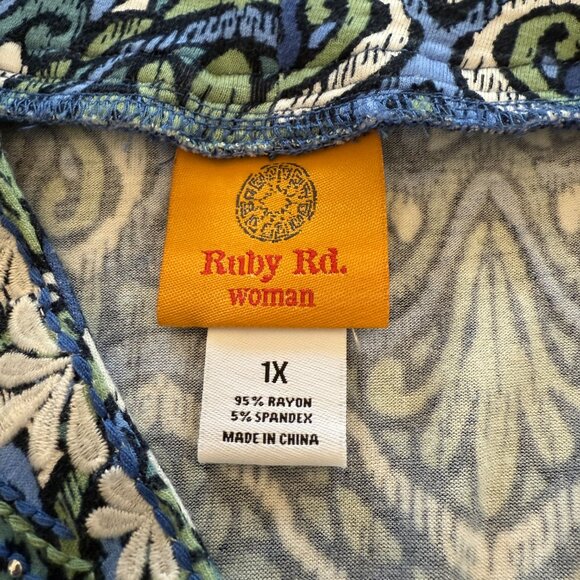 Ruby Rd.
woman
1X
95% RAYON
5% SPANDEX
MADE IN CHINA